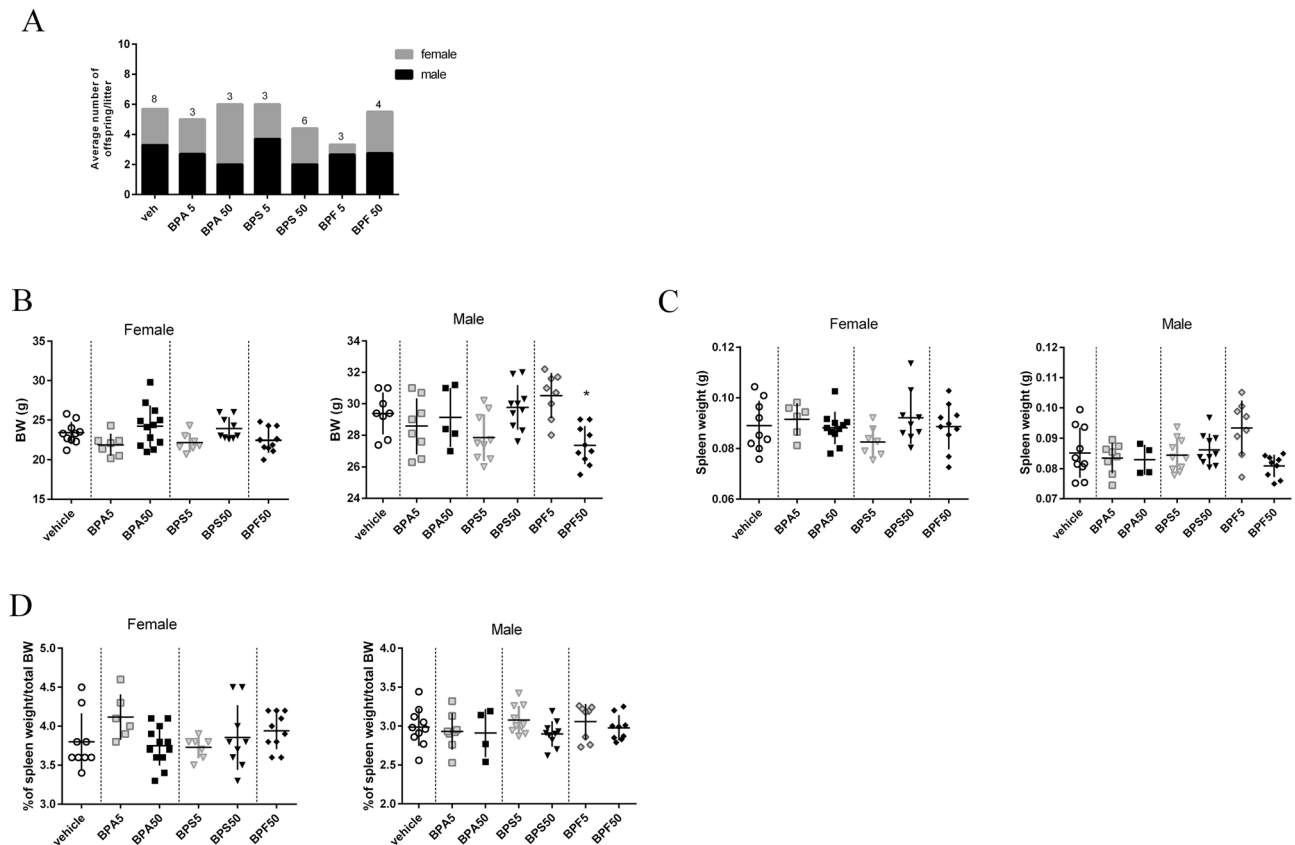 A
Average number of
offspring/litter
10
8
6
4
2
0
8
3
3
3
6
3
4
female
male
veh
BPA 5
BPA 50
BPS 5
BPS 50
BPF 5
BPF 50
B
Female
BW (g)
35
30
25
20
15
vehicle
BPA5
BPA50
BPS5
BPS50
BPF50
Male
BW (g)
34
32
30
28
26
24
*
vehicle
BPA5
BPA50
BPS5
BPS50
BPF5
BPF50
C
Female
Spleen weight (g)
0.12
0.10
0.08
0.06
vehicle
BPA5
BPA50
BPS5
BPS50
BPF50
Male
Spleen weight (g)
0.12
0.11
0.10
0.09
0.08
0.07
vehicle
BPA5
BPA50
BPS5
BPS50
BPF5
BPF50
D
Female
%of spleen weight/total BW
5.0
4.5
4.0
3.5
3.0
vehicle
BPA5
BPA50
BPS5
BPS50
BPF50
Male
%of spleen weight/total BW
4.0
3.5
3.0
2.5
2.0
vehicle
BPA5
BPA50
BPS5
BPS50
BPF5
BPF50